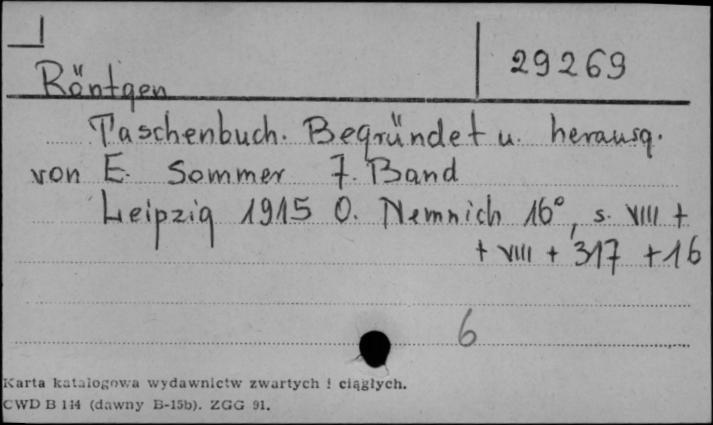 I
29269
Röntgen
Taschenbuch. Begründet u. herausg.
von E. Sommer 7. Band
Leipzig 1915 O. Nemnich 16°, s. VIII +
+ VIII + 317 + 16
6
Karta katalogowa wydawnictw zwartych i ciągłych.
CWD B 114 (dawny B-15b). ZGG 91.